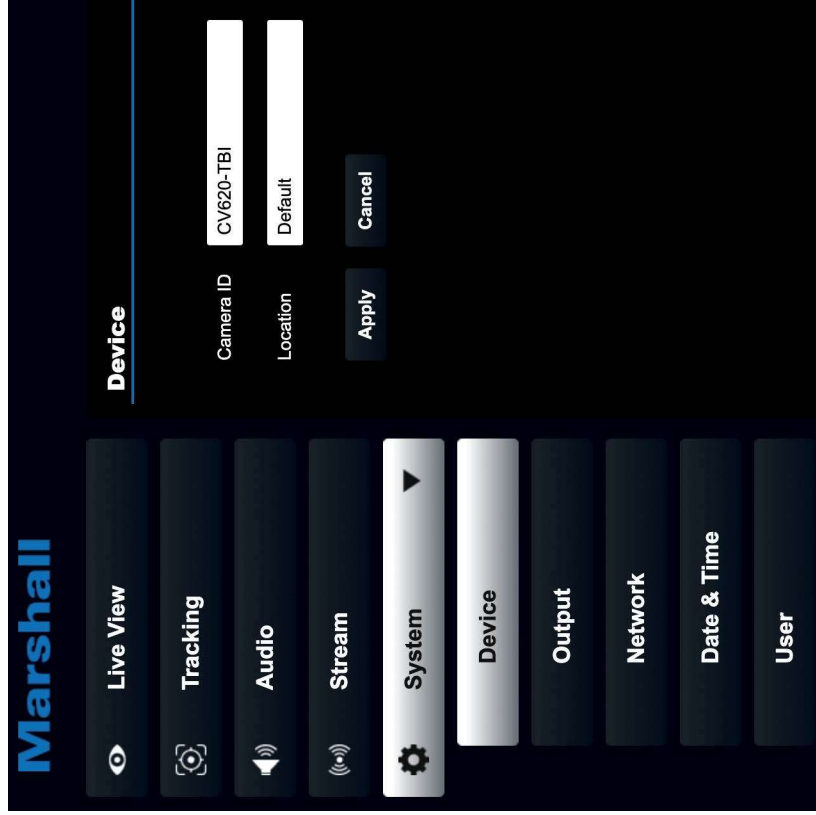 Marshall
Live View
Tracking
Audio
Stream
System
Device
Output
Network
Date & Time
User
Device
Camera ID CV620-TBI
Location Default
Apply Cancel